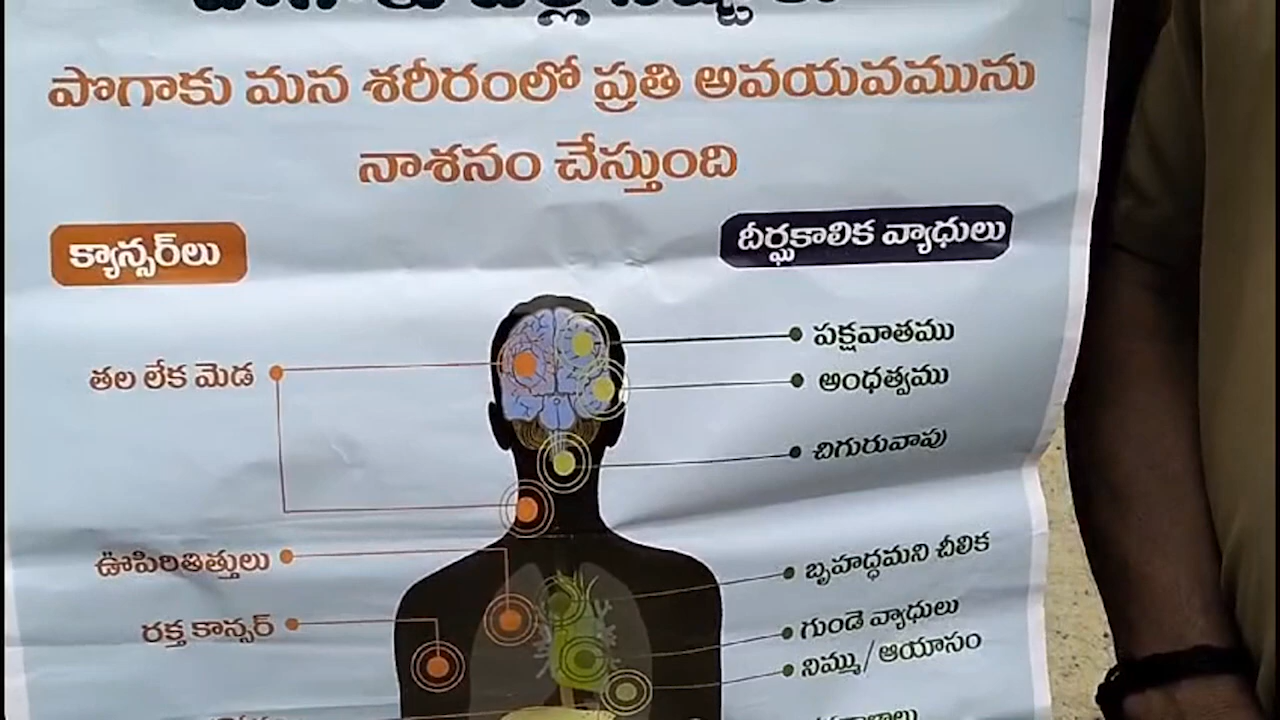 పొగాకు మన శరీరంలో ప్రతి అవయవమును
నాశనం చేస్తుంది
క్యాన్సర్‌లు
దీర్ఘకాలిక వ్యాధులు
తల లేక మెడ
ఊపిరితిత్తులు
రక్త కాన్సర్
పక్షవాతము
అంధత్వము
చిగురువాపు
బృహద్ధమని చీలిక
గుండె వ్యాధులు
నిమ్ము / ఆయాసం